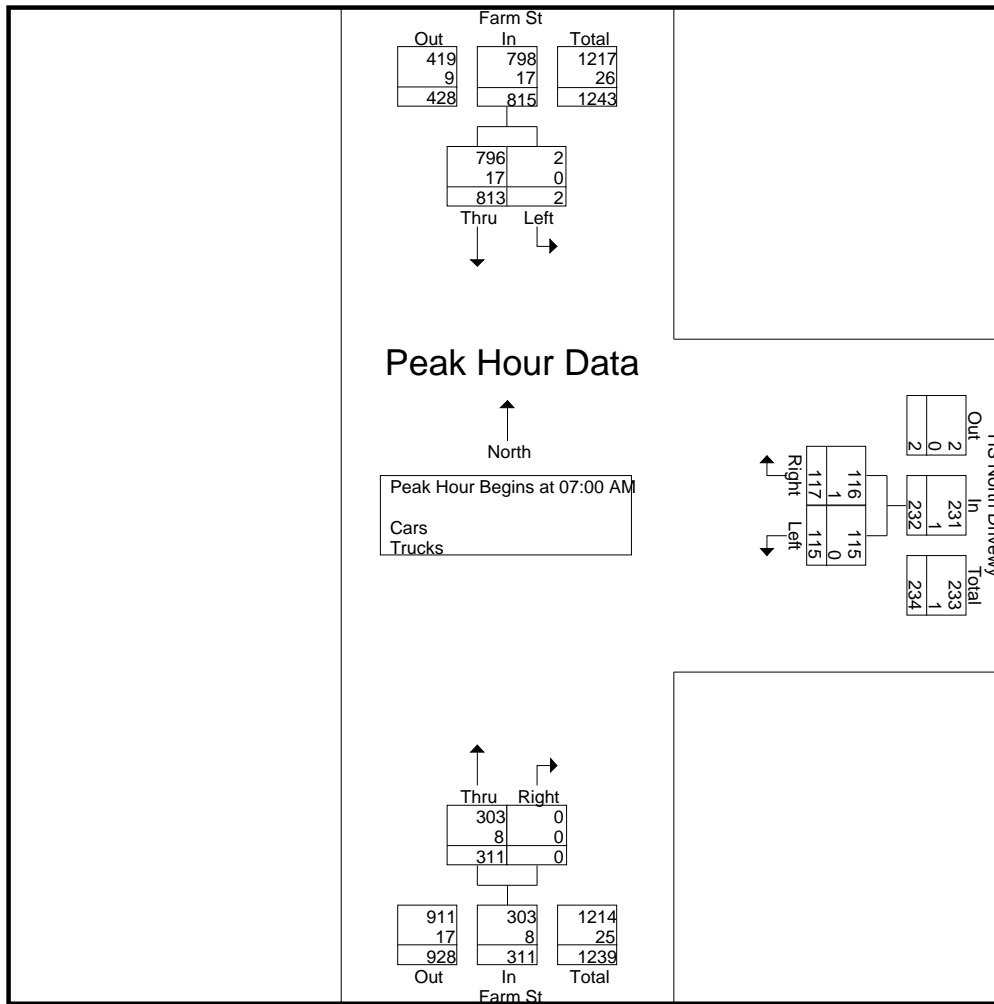 Farm St
Out In Total
419 798 1217
9 17 26
428 815 1243
796 2
17 0
813 2
Thru Left
Peak Hour Data
North
Peak Hour Begins at 07:00 AM
Cars
Trucks
Right Left
116 115
1 0
117 115
North Drivewy
Out In Total
2 231 233
0 1 1
2 232 234
Thru Right
303 0
8 0
311 0
911 303 1214
17 8 25
928 311 1239
Out In Total
Farm St